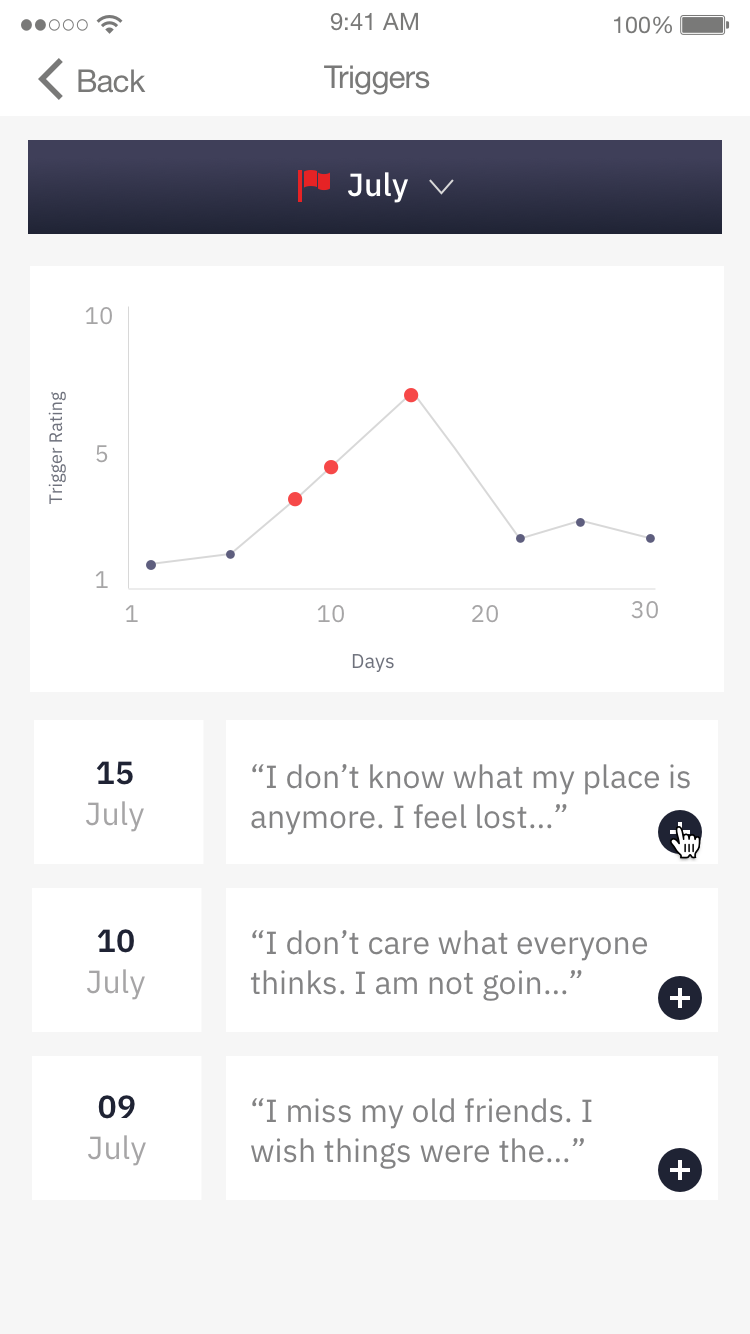 9:41 AM
100%
Back
Triggers
July
10
5
1
Trigger Rating
1
10
20
30
Days
15
July
“I don’t know what my place is
anymore. I feel lost...”
10
July
“I don’t care what everyone
thinks. I am not goin...”
09
July
“I miss my old friends. I
wish things were the...”